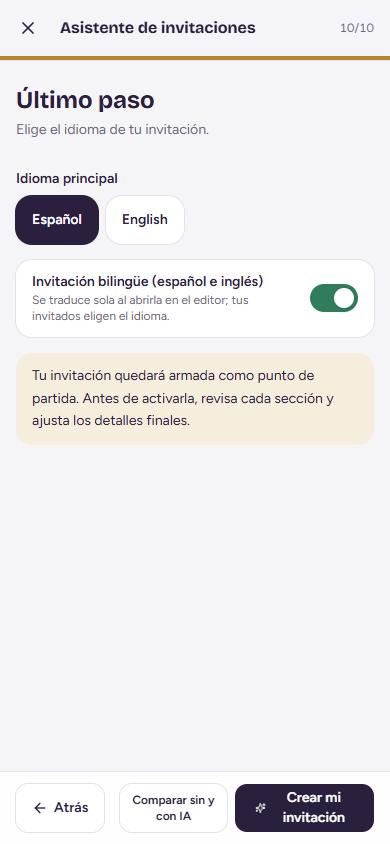 Asistente de invitaciones
10/10
Último paso
Elige el idioma de tu invitación.
Idioma principal
Español
English
Invitación bilingüe (español e inglés)
Se traduce sola al abrirla en el editor; tus
invitados eligen el idioma.
Tu invitación quedará armada como punto de
partida. Antes de activarla, revisa cada sección y
ajusta los detalles finales.
Atrás
Comparar sin y
con IA
Crear mi
invitación